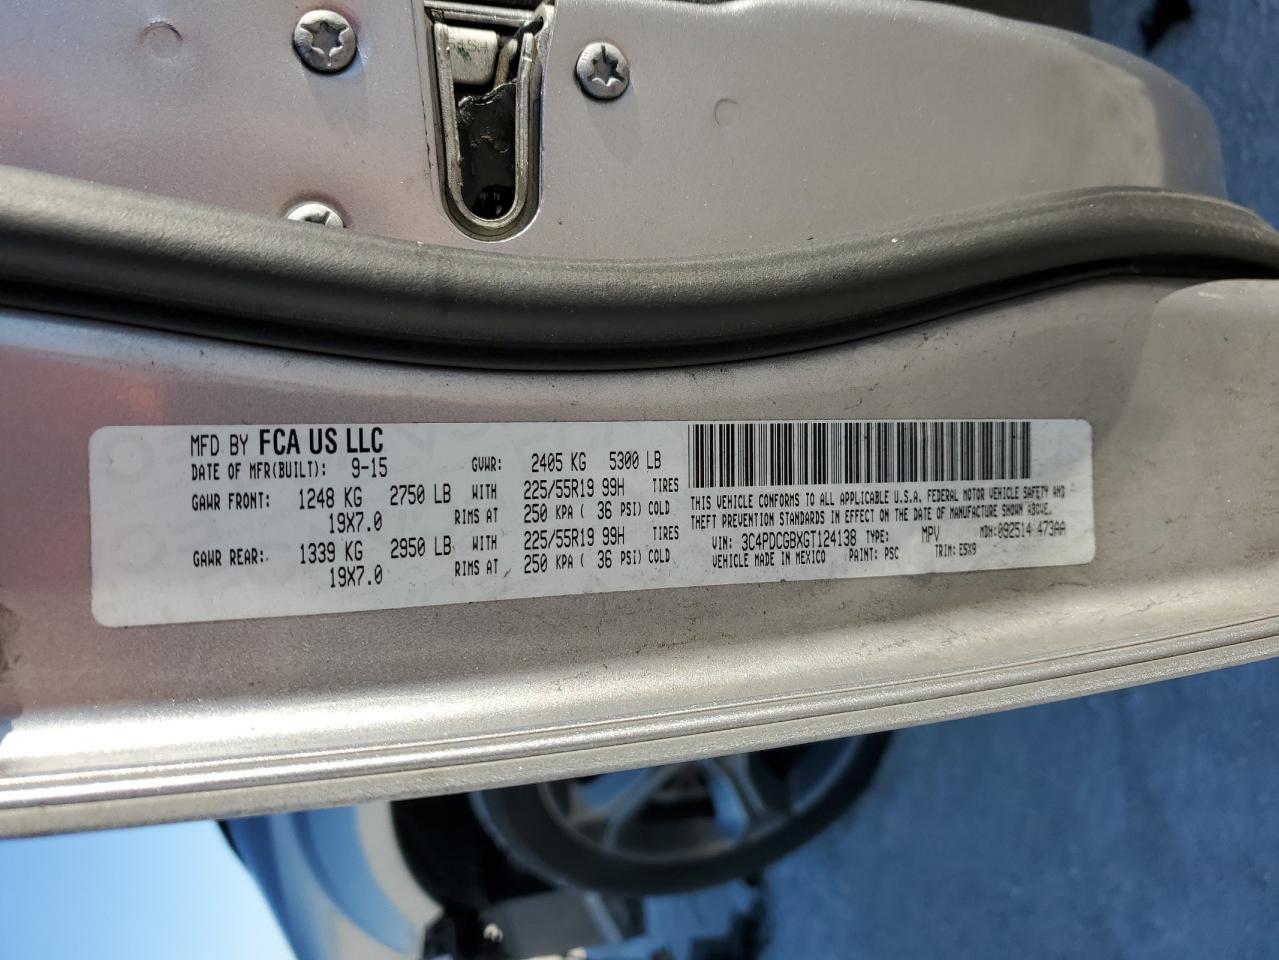 MFD BY FCA US LLC
DATE OF MFR(BUILT): 9-15 GVWR: 2405 KG 5300 LB
GAWR FRONT: 1248 KG 2750 LB WITH 225/55R19 99H TIRES
19X7.0 RIMS AT 250 KPA ( 36 PSI) COLD
GAWR REAR: 1339 KG 2950 LB WITH 225/55R19 99H TIRES
19X7.0 RIMS AT 250 KPA ( 36 PSI) COLD
THIS VEHICLE CONFORMS TO ALL APPLICABLE U.S.A. FEDERAL MOTOR VEHICLE SAFETY AND
THEFT PREVENTION STANDARDS IN EFFECT ON THE DATE OF MANUFACTURE SHOWN ABOVE.
VIN: 3C4PDCGBXGT124138 TYPE: MPV MDH: 092514 473AA
VEHICLE MADE IN MEXICO PAINT: PSC TRIM: E5X9